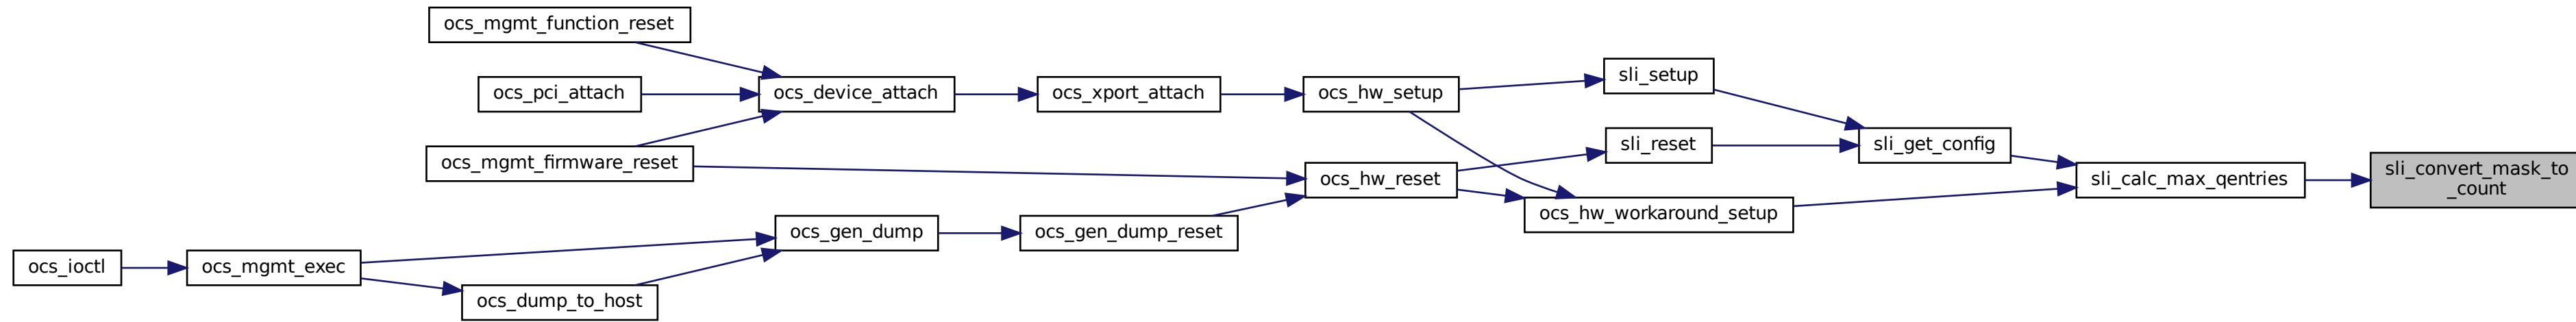 ocs_mgmt_function_reset
ocs_pci_attach
ocs_mgmt_firmware_reset
ocs_device_attach
ocs_xport_attach
ocs_hw_setup
sli_setup
sli_reset
sli_get_config
ocs_hw_reset
ocs_hw_workaround_setup
sli_calc_max_qentries
sli_convert_mask_to
_count
ocs_ioctl
ocs_mgmt_exec
ocs_gen_dump
ocs_gen_dump_reset
ocs_dump_to_host